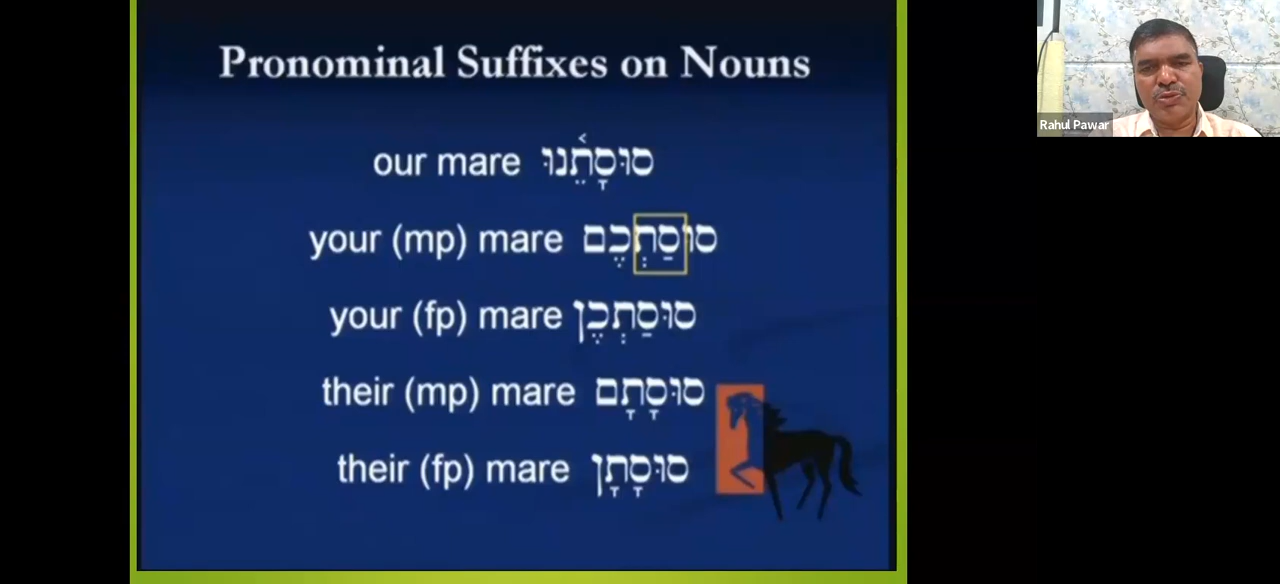 Pronominal Suffixes on Nouns
our mare סוּסָתֵ֫נוּ
your (mp) mare סוּסַתְכֶם
your (fp) mare סוּסַתְכֶן
their (mp) mare סוּסָתָם
their (fp) mare סוּסָתָן
Rahul Pawar